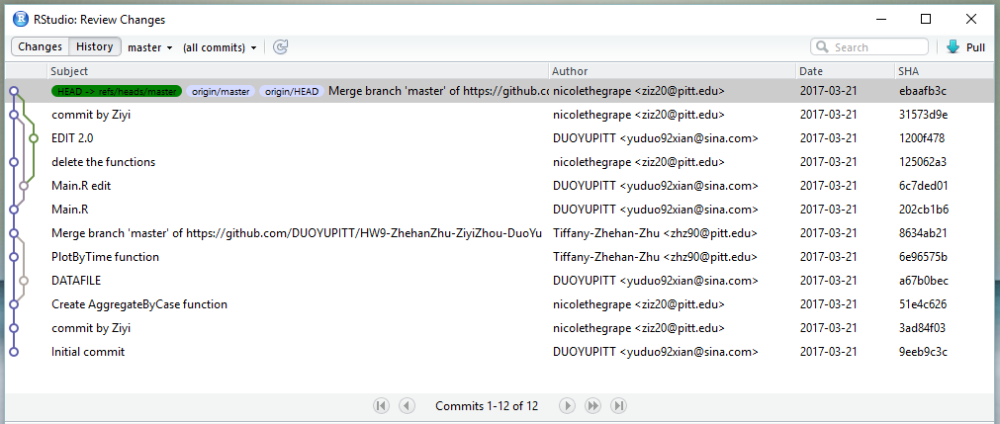 RStudio: Review Changes
Changes History master (all commits) Search Pull
Subject Author Date SHA
HEAD -> refs/heads/master origin/master origin/HEAD Merge branch 'master' of https://github.co nicolethegrape <ziz20@pitt.edu> 2017-03-21 ebaafb3c
commit by Ziyi nicolethegrape <ziz20@pitt.edu> 2017-03-21 31573d9e
EDIT 2.0 DUOYUPITT <yuduo92xian@sina.com> 2017-03-21 1200f478
delete the functions nicolethegrape <ziz20@pitt.edu> 2017-03-21 125062a3
Main.R edit DUOYUPITT <yuduo92xian@sina.com> 2017-03-21 6c7ded01
Main.R DUOYUPITT <yuduo92xian@sina.com> 2017-03-21 202cb1b6
Merge branch 'master' of https://github.com/DUOYUPITT/HW9-ZhehanZhu-ZiyiZhou-DuoYu Tiffany-Zhehan-Zhu <zhz90@pitt.edu> 2017-03-21 8634ab21
PlotByTime function Tiffany-Zhehan-Zhu <zhz90@pitt.edu> 2017-03-21 6e96575b
DATAFILE DUOYUPITT <yuduo92xian@sina.com> 2017-03-21 a67b0bec
Create AggregateByCase function nicolethegrape <ziz20@pitt.edu> 2017-03-21 51e4c626
commit by Ziyi nicolethegrape <ziz20@pitt.edu> 2017-03-21 3ad84f03
Initial commit DUOYUPITT <yuduo92xian@sina.com> 2017-03-21 9eeb9c3c
Commits 1-12 of 12